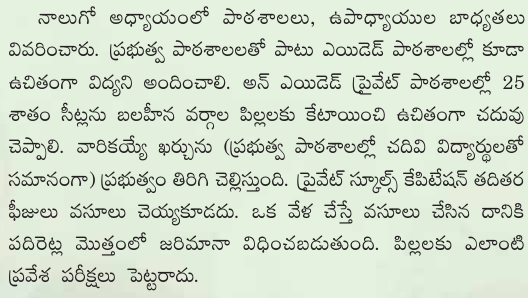 నాలుగో అధ్యాయంలో పాఠశాలలు, ఉపాధ్యాయుల బాధ్యతలు
వివరించారు. ప్రభుత్వ పాఠశాలలతో పాటు ఎయిడెడ్ పాఠశాలల్లో కూడా
ఉచితంగా విద్యని అందించాలి. అన్ ఎయిడెడ్ ప్రైవేట్ పాఠశాలల్లో 25
శాతం సీట్లను బలహీన వర్గాల పిల్లలకు కేటాయించి ఉచితంగా చదువు
చెప్పాలి. వారికయ్యే ఖర్చును (ప్రభుత్వ పాఠశాలల్లో చదివి విద్యార్థులతో
సమానంగా) ప్రభుత్వం తిరిగి చెల్లిస్తుంది. ప్రైవేట్ స్కూల్స్ కేపిటేషన్ తదితర
ఫీజులు వసూలు చెయ్యకూడదు. ఒక వేళ చేస్తే వసూలు చేసిన దానికి
పదిరెట్ల మొత్తంలో జరిమానా విధించబడుతుంది. పిల్లలకు ఎలాంటి
ప్రవేశ పరీక్షలు పెట్టరాదు.